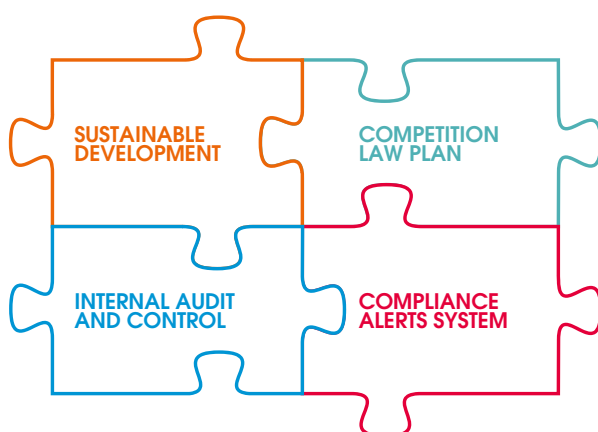 SUSTAINABLE
DEVELOPMENT
COMPETITION
LAW PLAN
INTERNAL AUDIT
AND CONTROL
COMPLIANCE
ALERTS SYSTEM